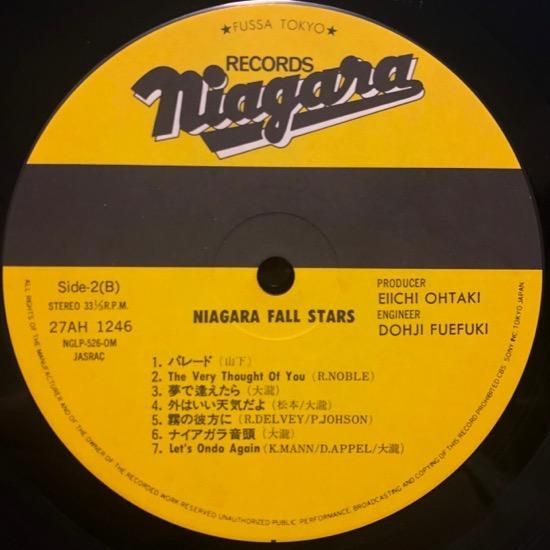 ★FUSSA TOKYO★
RECORDS
Niagara
Side-2(B)
STEREO 33⅓R.P.M.
27AH 1246
NGLP-526-OM
JASRAC
NIAGARA FALL STARS
PRODUCER
EIICHI OHTAKI
ENGINEER
DOHJI FUEFUKI
1. パレード(山下)
2. The Very Thought Of You (R.NOBLE)
3. 夢で逢えたら(大瀧)
4. 外はいい天気だよ(松本/大瀧)
5. 霧の彼方に(R.DELVEY/P.JOHSON)
6. ナイアガラ音頭(大瀧)
7. Let's Ondo Again(K.MANN/D.APPEL/大瀧)
ALL RIGHTS OF THE MANUFACTURER AND OF THE OWNER OF THE RECORDED WORK RESERVED UNAUTHORIZED PUBLIC PERFORMANCE, BROADCASTING AND COPYING OF THIS RECORD PROHIBITED CBS SONY INC. TOKYO JAPAN